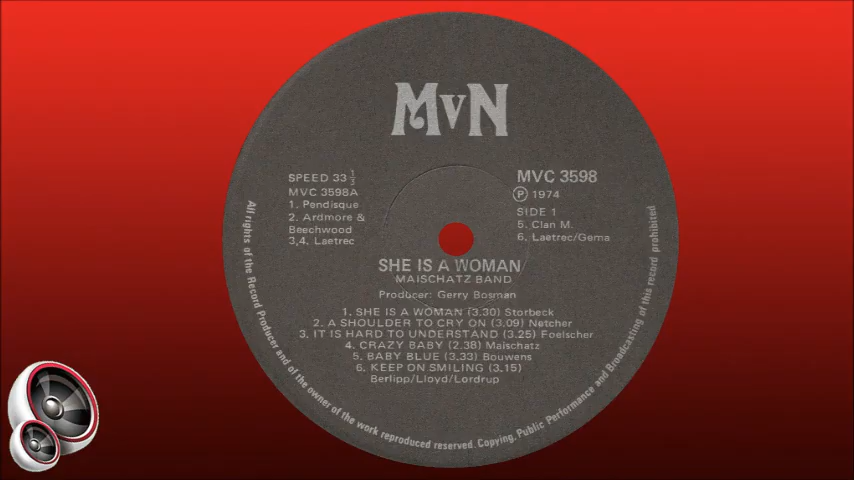 MvN
SPEED 33 1/3
MVC 3598A
1. Pendisque
2. Ardmore &
Beechwood
3,4. Laetrec
MVC 3598
Ⓟ 1974
SIDE 1
5. Clan M.
6. Laetrec/Gema
SHE IS A WOMAN
MAISCHATZ BAND
Producer: Gerry Bosman
1. SHE IS A WOMAN (3.30) Storbeck
2. A SHOULDER TO CRY ON (3.09) Netcher
3. IT IS HARD TO UNDERSTAND (3.25) Foelscher
4. CRAZY BABY (2.38) Maischatz
5. BABY BLUE (3.33) Bouwens
6. KEEP ON SMILING (3.15)
Berlipp/Lloyd/Lordrup
All rights of the Record Producer and of the owner of the work reproduced reserved. Copying, Public Performance and Broadcasting of this record prohibited